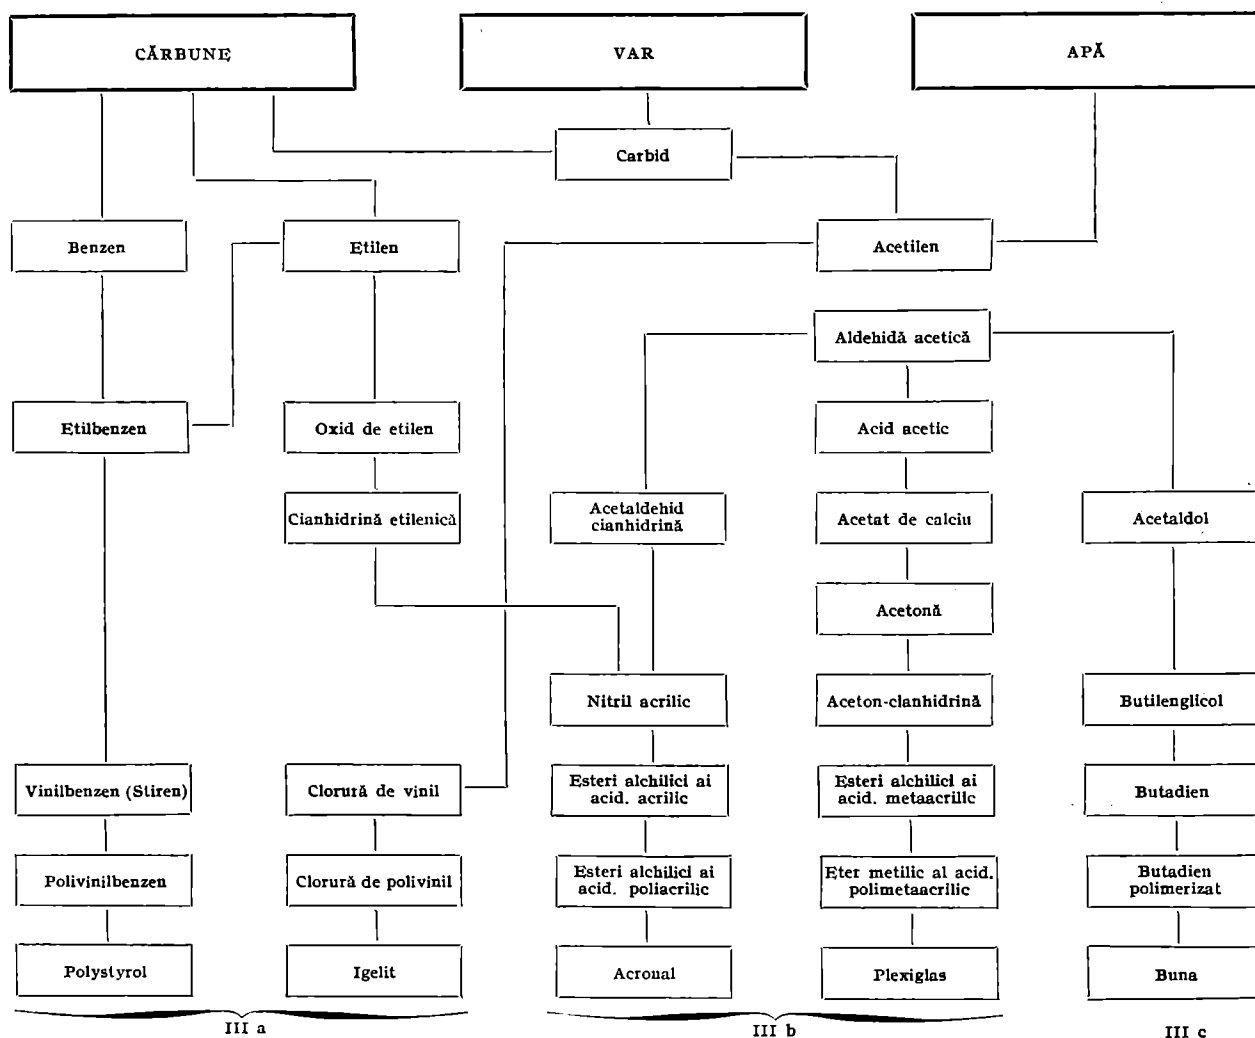 CĂRBUNE
VAR
APĂ
Carbid
Benzen
Etilen
Acetilen
Aldehidă acetică
Etilbenzen
Oxid de etilen
Acid acetic
Cianhidrină etilenică
Acetaldehid
cianhidrină
Acetat de calciu
Acetaldol
Acetonă
Nitril acrilic
Aceton-clanhidrină
Butilenglicol
Vinilbenzen (Stiren)
Clorură de vinil
Esteri alchilici ai
acid. acrilic
Esteri alchilici ai
acid. metaacrilic
Butadien
Polivinilbenzen
Clorură de polivinil
Esteri alchilici ai
acid. poliacrilic
Eter metilic al acid.
polimetaacrilic
Butadien
polimerizat
Polystyrol
Igelit
Acronal
Plexiglas
Buna
III a
III b
III c